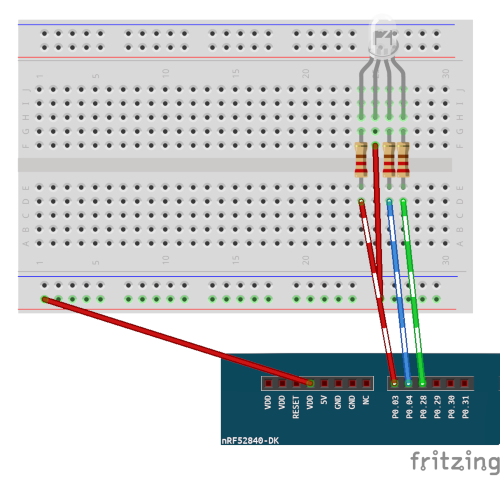 1 5 10 15 20 25 30
J
I
H
G
F
E
D
C
B
A
1 5 10 15 20 25 30
VDD VDD RESET VDD 5V GND GND NC P0.03 P0.04 P0.28 P0.29 P0.30 P0.31
nRF52840-DK
fritzing